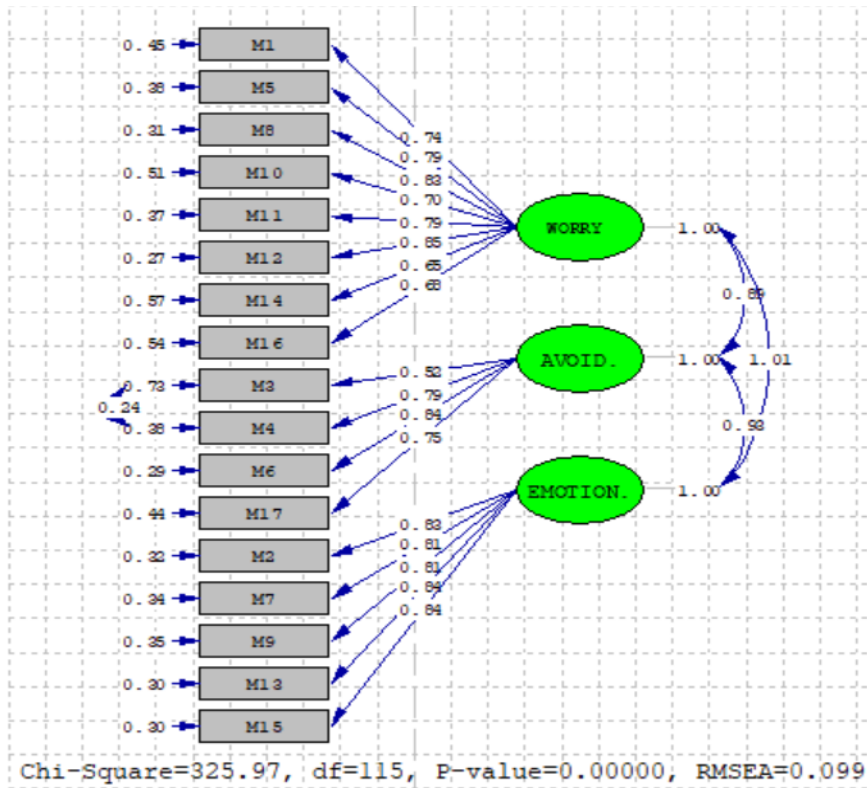 0.45 M1
0.38 M5
0.31 M8
0.51 M10
0.37 M11
0.27 M12
0.57 M14
0.54 M16
0.73 M3
0.24
0.38 M4
0.29 M6
0.44 M17
0.32 M2
0.34 M7
0.35 M9
0.30 M13
0.30 M15
0.74
0.79
0.83
0.70
0.79
0.85
0.65
0.68
0.52
0.79
0.84
0.75
0.83
0.81
0.81
0.84
0.84
WORRY 1.00
0.89
AVOID. 1.00 1.01
0.93
EMOTION. 1.00
Chi-Square=325.97, df=115, P-value=0.00000, RMSEA=0.099